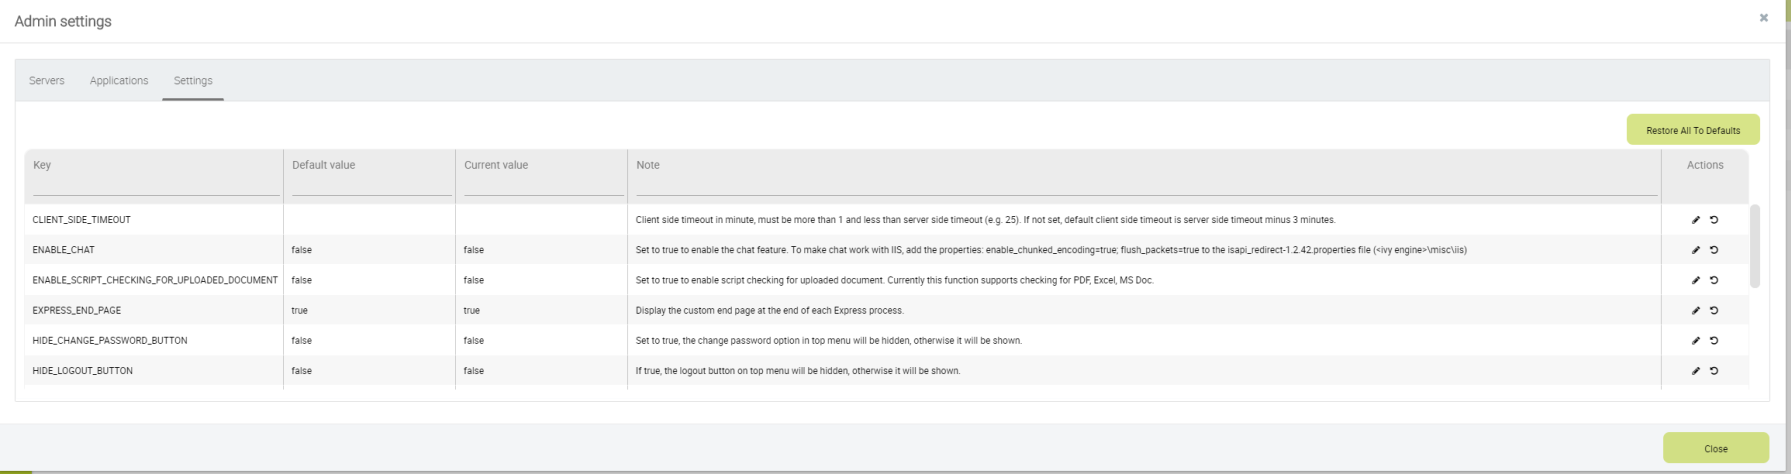 Admin settings
Servers Applications Settings
Restore All To Defaults
Key Default value Current value Note Actions
CLIENT_SIDE_TIMEOUT Client side timeout in minute, must be more than 1 and less than server side timeout (e.g. 25). If not set, default client side timeout is server side timeout minus 3 minutes.
ENABLE_CHAT false false Set to true to enable the chat feature. To make chat work with IIS, add the properties: enable_chunked_encoding=true; flush_packets=true to the isapi_redirect-1.2.42.properties file (<ivy engine>\misc\iis)
ENABLE_SCRIPT_CHECKING_FOR_UPLOADED_DOCUMENT false false Set to true to enable script checking for uploaded document. Currently this function supports checking for PDF, Excel, MS Doc.
EXPRESS_END_PAGE true true Display the custom end page at the end of each Express process.
HIDE_CHANGE_PASSWORD_BUTTON false false Set to true, the change password option in top menu will be hidden, otherwise it will be shown.
HIDE_LOGOUT_BUTTON false false If true, the logout button on top menu will be hidden, otherwise it will be shown.
Close